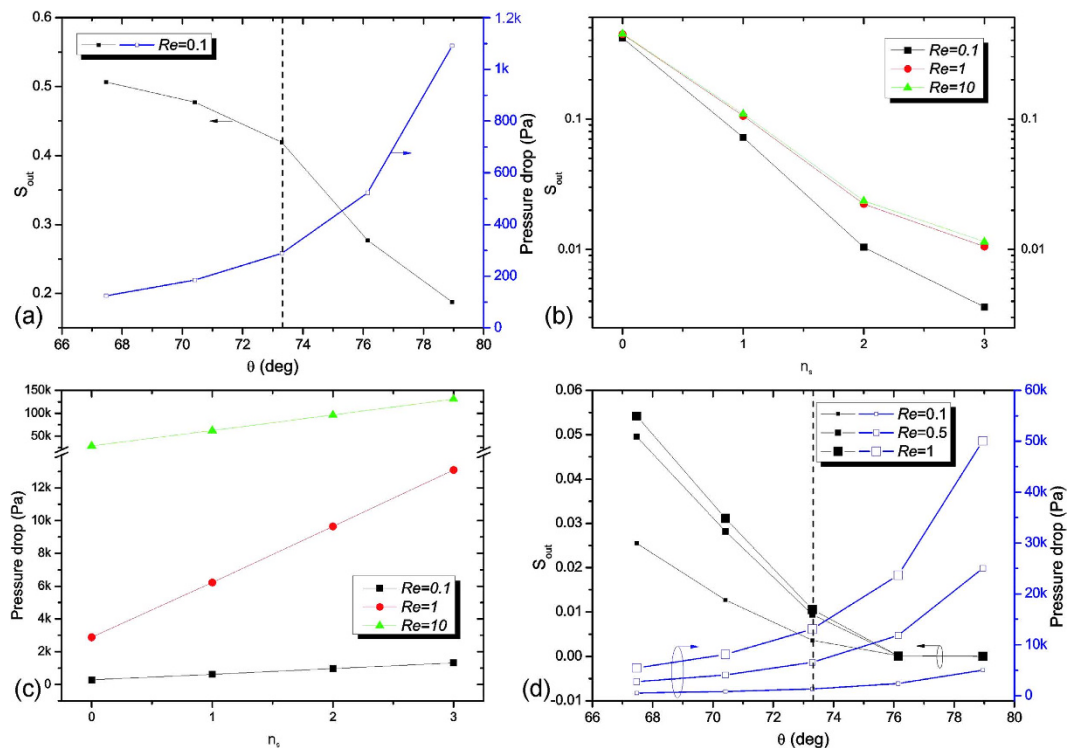 0.6
0.5
0.4
0.3
0.2
S_out
Re=0.1
1.2k
1k
800
600
400
200
0
Pressure drop (Pa)
66 68 70 72 74 76 78 80
θ (deg)
(a)
0.1
0.01
S_out
Re=0.1
Re=1
Re=10
0.1
0.01
0 1 2 3
n_s
(b)
150k
100k
50k
12k
10k
8k
6k
4k
2k
0
Pressure drop (Pa)
Re=0.1
Re=1
Re=10
0 1 2 3
n_s
(c)
0.06
0.05
0.04
0.03
0.02
0.01
0.00
-0.01
S_out
Re=0.1
Re=0.5
Re=1
60k
50k
40k
30k
20k
10k
0
Pressure drop (Pa)
66 68 70 72 74 76 78 80
θ (deg)
(d)